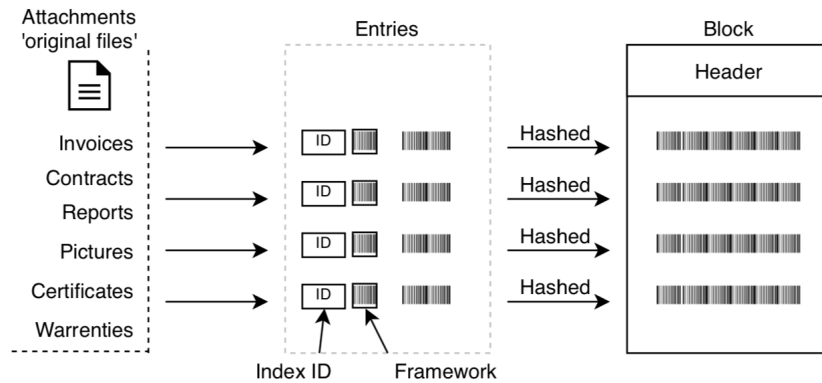 Attachments
'original files'
Invoices
Contracts
Reports
Pictures
Certificates
Warrenties
Entries
ID
ID
ID
ID
Index ID
Framework
Hashed
Hashed
Hashed
Hashed
Block
Header